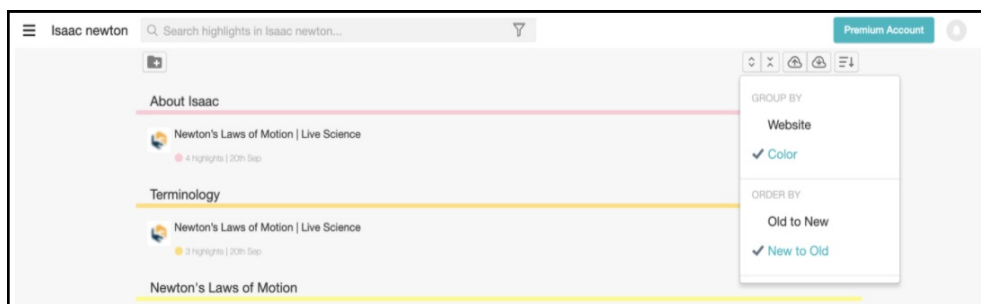 Isaac newton
Search highlights in Isaac newton...
Premium Account
About Isaac
Newton's Laws of Motion | Live Science
4 highlights | 20th Sep
Terminology
Newton's Laws of Motion | Live Science
3 highlights | 20th Sep
Newton's Laws of Motion
GROUP BY
Website
Color
ORDER BY
Old to New
New to Old